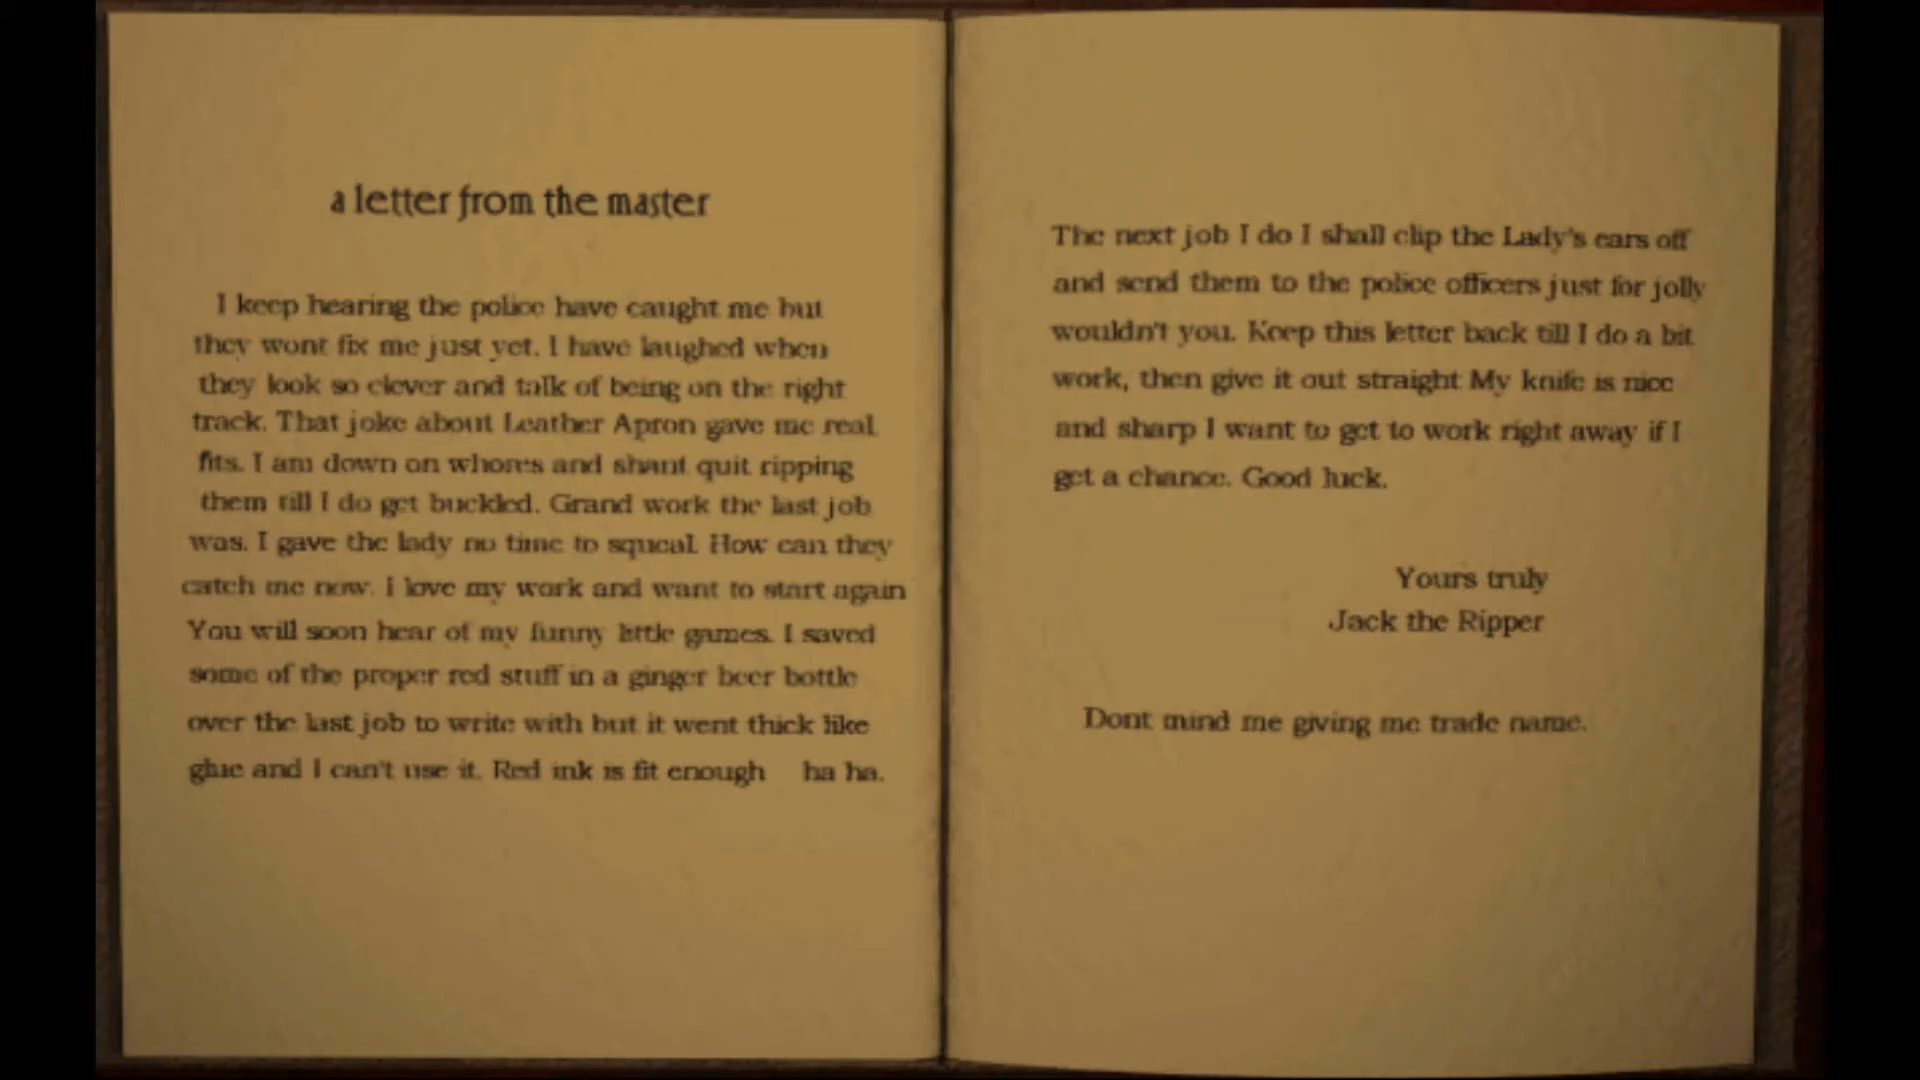 a letter from the master
I keep hearing the police have caught me but
they wont fix me just yet. I have laughed when
they look so clever and talk of being on the right
track. That joke about Leather Apron gave me real
fits. I am down on whores and shant quit ripping
them till I do get buckled. Grand work the last job
was. I gave the lady no time to squeal. How can they
catch me now. I love my work and want to start again
You will soon hear of my funny little games. I saved
some of the proper red stuff in a ginger beer bottle
over the last job to write with but it went thick like
glue and I can't use it. Red ink is fit enough ha ha.
The next job I do I shall clip the Lady's ears off
and send them to the police officers just for jolly
wouldn't you. Keep this letter back till I do a bit
work, then give it out straight My knife is nice
and sharp I want to get to work right away if I
get a chance. Good luck.
Yours truly
Jack the Ripper
Dont mind me giving me trade name.